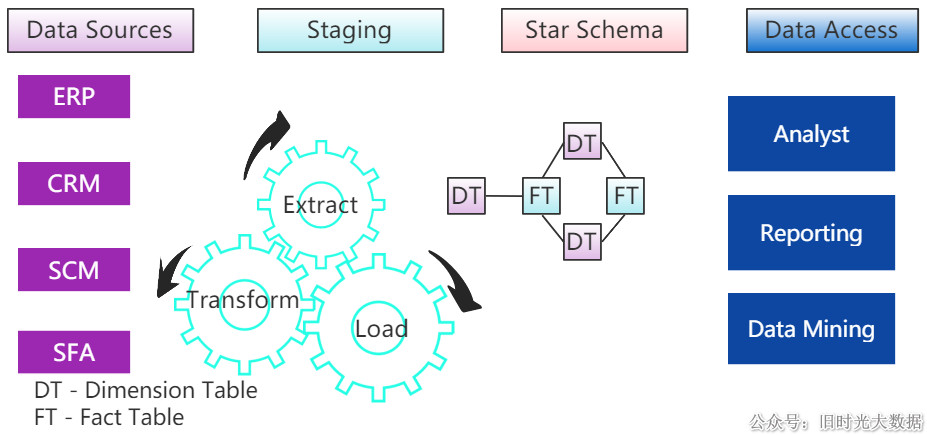 Data Sources
Staging
Star Schema
Data Access
ERP
CRM
SCM
SFA
Extract
Transform
Load
DT
DT
FT
FT
DT
Analyst
Reporting
Data Mining
DT - Dimension Table
FT - Fact Table
公众号：旧时光大数据